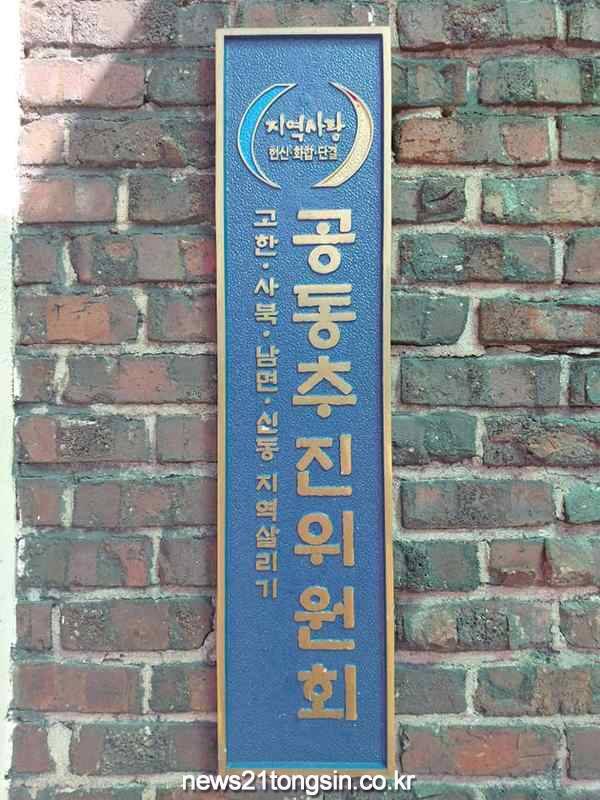 지역사랑
헌신·화합·단결
고한·사북·남면·신동 지역살리기
공동추진위원회
news21tongsin.co.kr